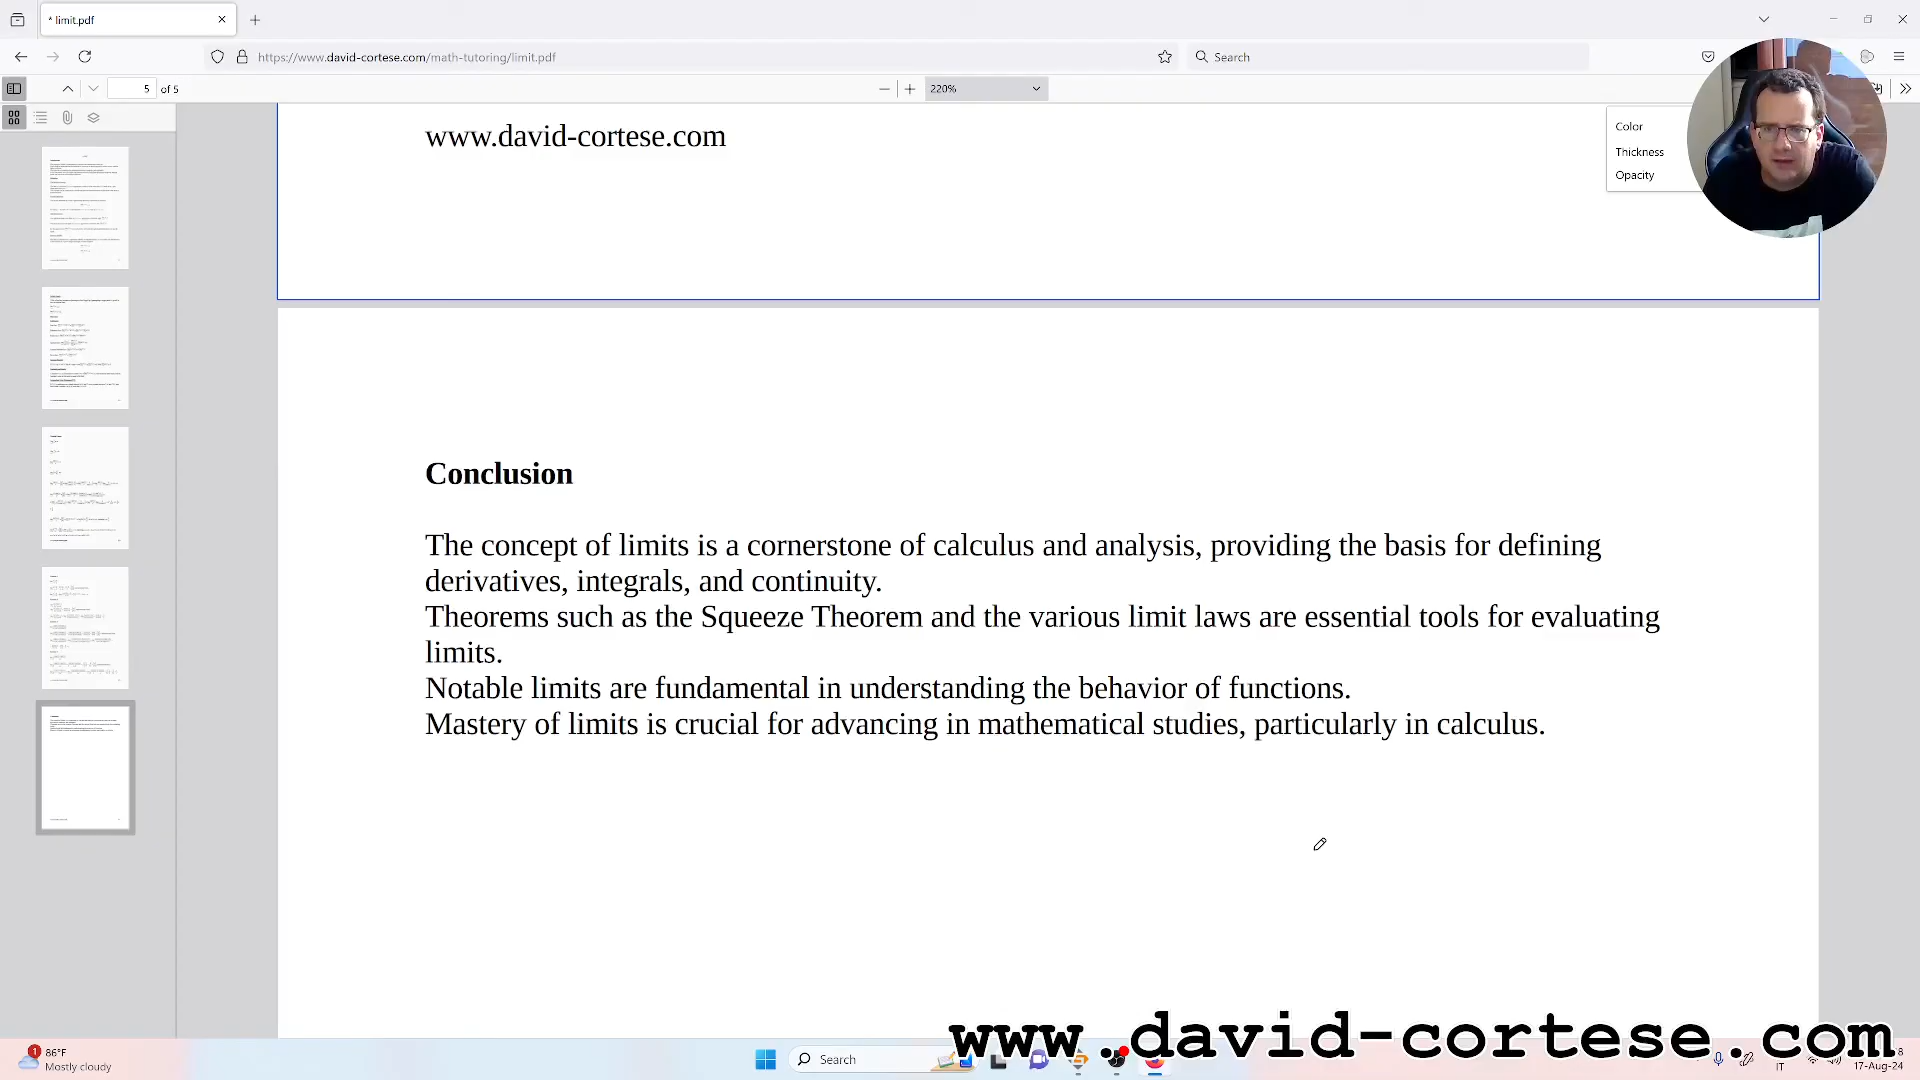 * limit.pdf
https://www.david-cortese.com/math-tutoring/limit.pdf
Search
5 of 5
220%
Color
Thickness
Opacity
www.david-cortese.com
Conclusion
The concept of limits is a cornerstone of calculus and analysis, providing the basis for defining
derivatives, integrals, and continuity.
Theorems such as the Squeeze Theorem and the various limit laws are essential tools for evaluating
limits.
Notable limits are fundamental in understanding the behavior of functions.
Mastery of limits is crucial for advancing in mathematical studies, particularly in calculus.
www.david-cortese.com
1
86°F
Mostly cloudy
Search
IT
17-Aug-24